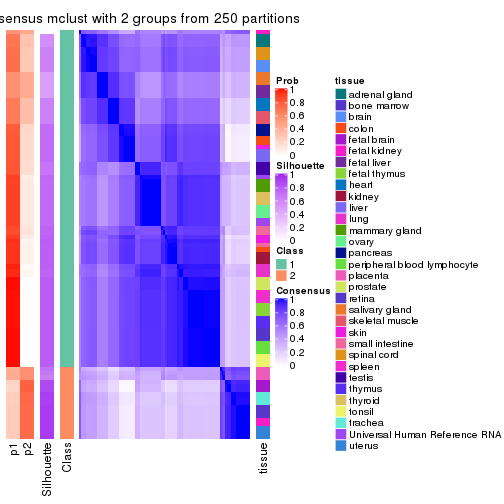 sensus mclust with 2 groups from 250 partitions
Prob
1
0.8
0.6
0.4
0.2
0
Silhouette
1
0.8
0.6
0.4
0.2
0
Class
1
2
Consensus
1
0.8
0.6
0.4
0.2
0
tissue
adrenal gland
bone marrow
brain
colon
fetal brain
fetal kidney
fetal liver
fetal thymus
heart
kidney
liver
lung
mammary gland
ovary
pancreas
peripheral blood lymphocyte
placenta
prostate
retina
salivary gland
skeletal muscle
skin
small intestine
spinal cord
spleen
testis
thymus
thyroid
tonsil
trachea
Universal Human Reference RNA
uterus
p1
p2
Silhouette
Class
tissue